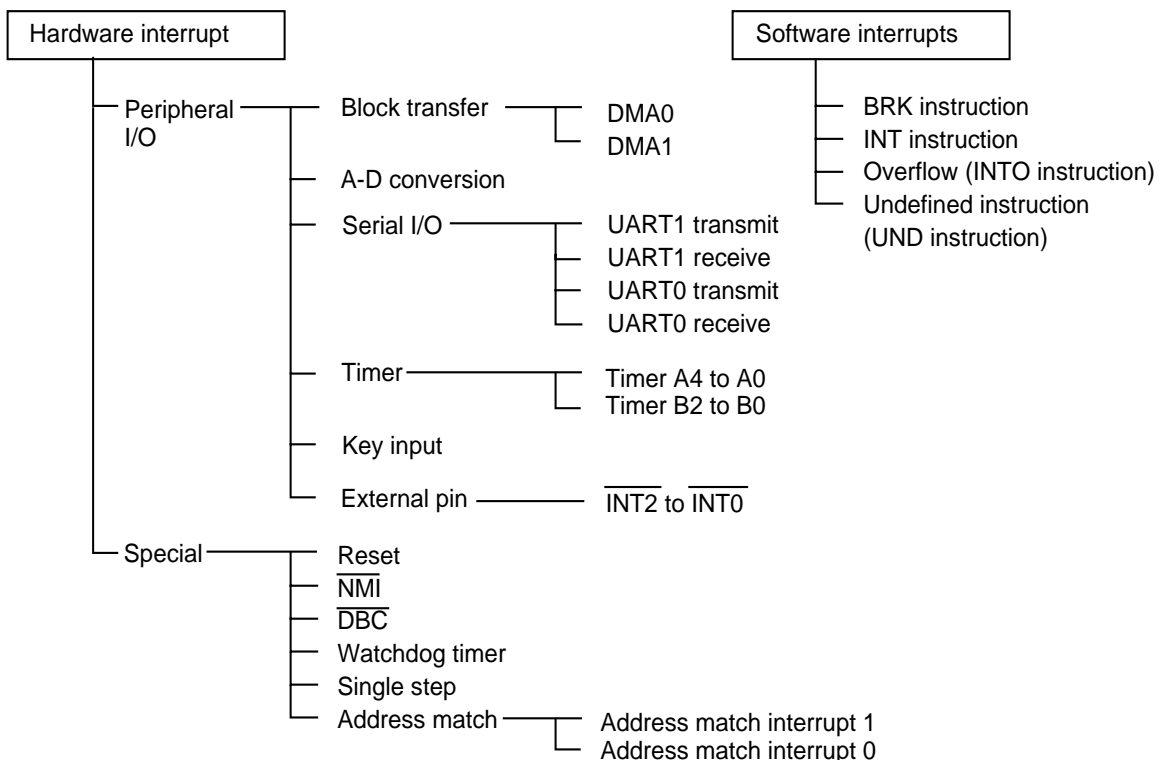 Hardware interrupt
Software interrupts
Peripheral
I/O
Block transfer
DMA0
DMA1
A-D conversion
Serial I/O
UART1 transmit
UART1 receive
UART0 transmit
UART0 receive
Timer
Timer A4 to A0
Timer B2 to B0
Key input
External pin
INT2 to INT0
Special
Reset
NMI
DBC
Watchdog timer
Single step
Address match
Address match interrupt 1
Address match interrupt 0
BRK instruction
INT instruction
Overflow (INTO instruction)
Undefined instruction
(UND instruction)